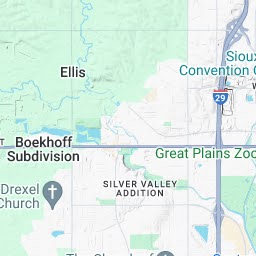 Sioux
Convention C
Ellis
29
Boekhoff
Subdivision
Great Plains Zoo
Drexel
Church
SILVER VALLEY
ADDITION